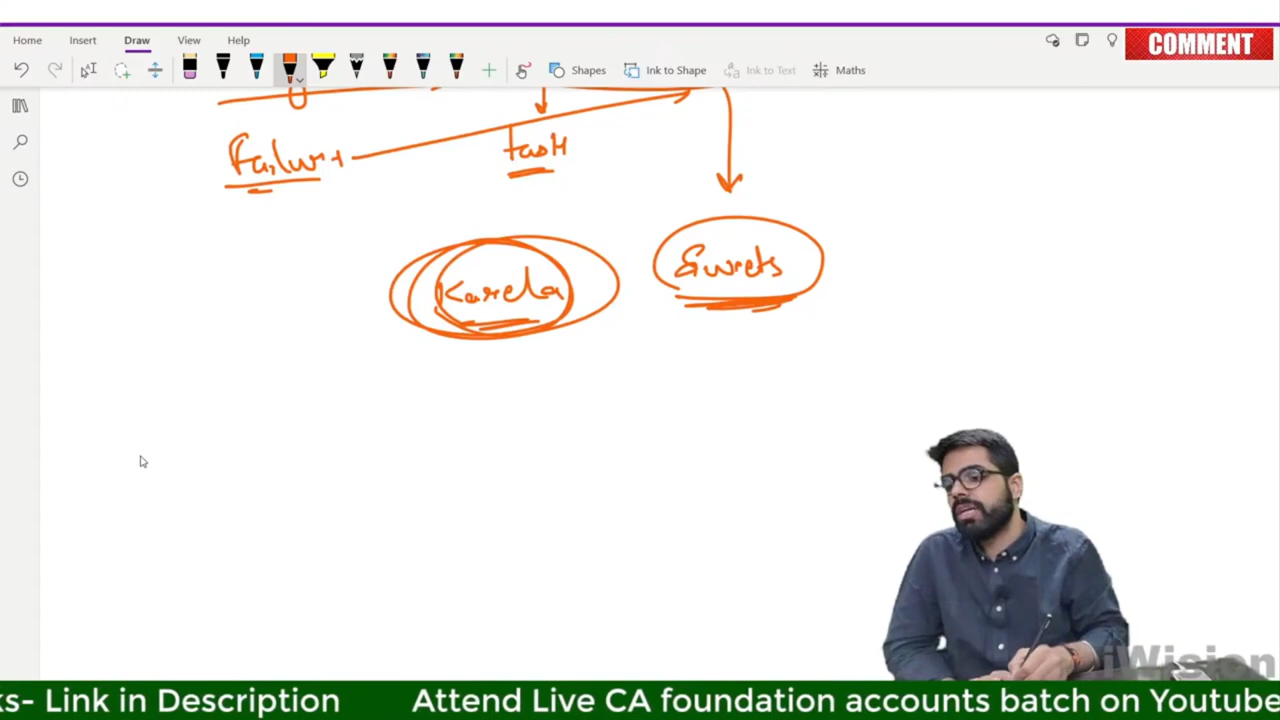 Home Insert Draw View Help
COMMENT
Shapes Ink to Shape Ink to Text Maths
Failure
task
Karela
Sweets
iWision
ks- Link in Description Attend Live CA foundation accounts batch on Youtube